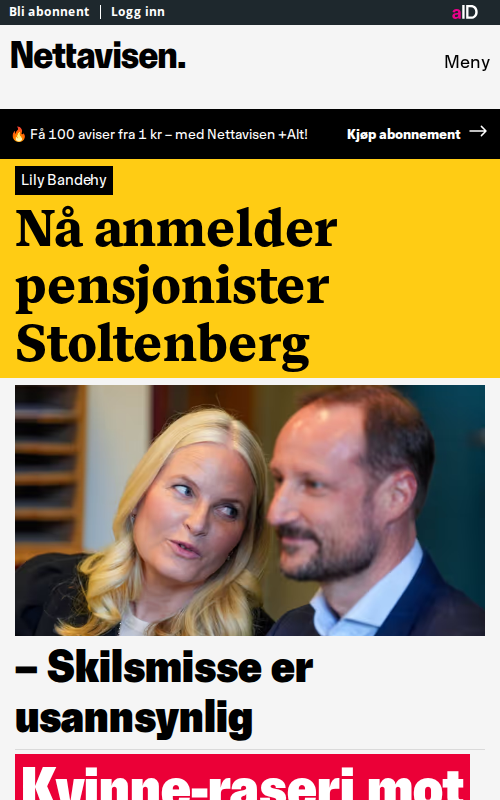 Bli abonnent | Logg inn
aID
Nettavisen.
Meny
🔥 Få 100 aviser fra 1 kr – med Nettavisen +Alt!
Kjøp abonnement →
Lily Bandehy
Nå anmelder
pensjonister
Stoltenberg
– Skilsmisse er
usannsynlig
Kvinne-raseri mot